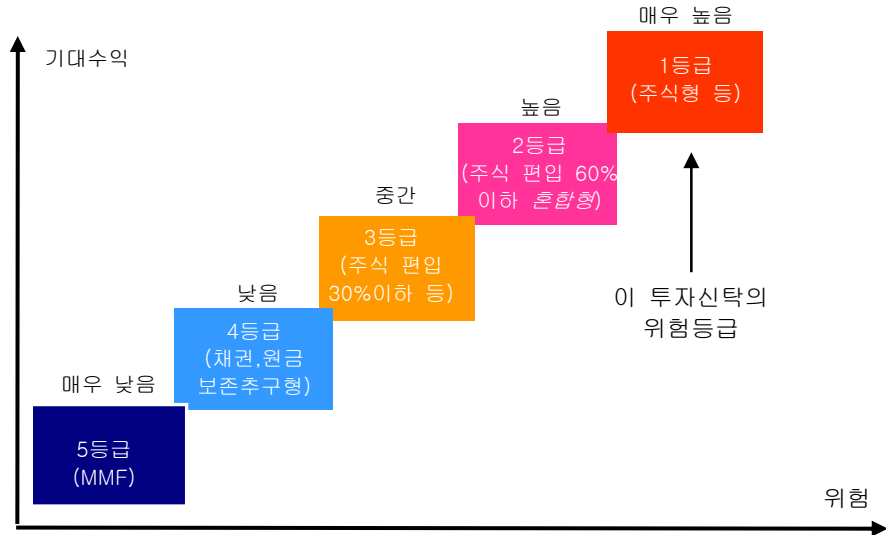 매우 높음
기대수익
1등급
(주식형 등)
높음
2등급
(주식 편입 60%
이하 혼합형)
중간
3등급
(주식 편입
30%이하 등)
이 투자신탁의
위험등급
낮음
4등급
(채권,원금
보존추구형)
매우 낮음
5등급
(MMF)
위험